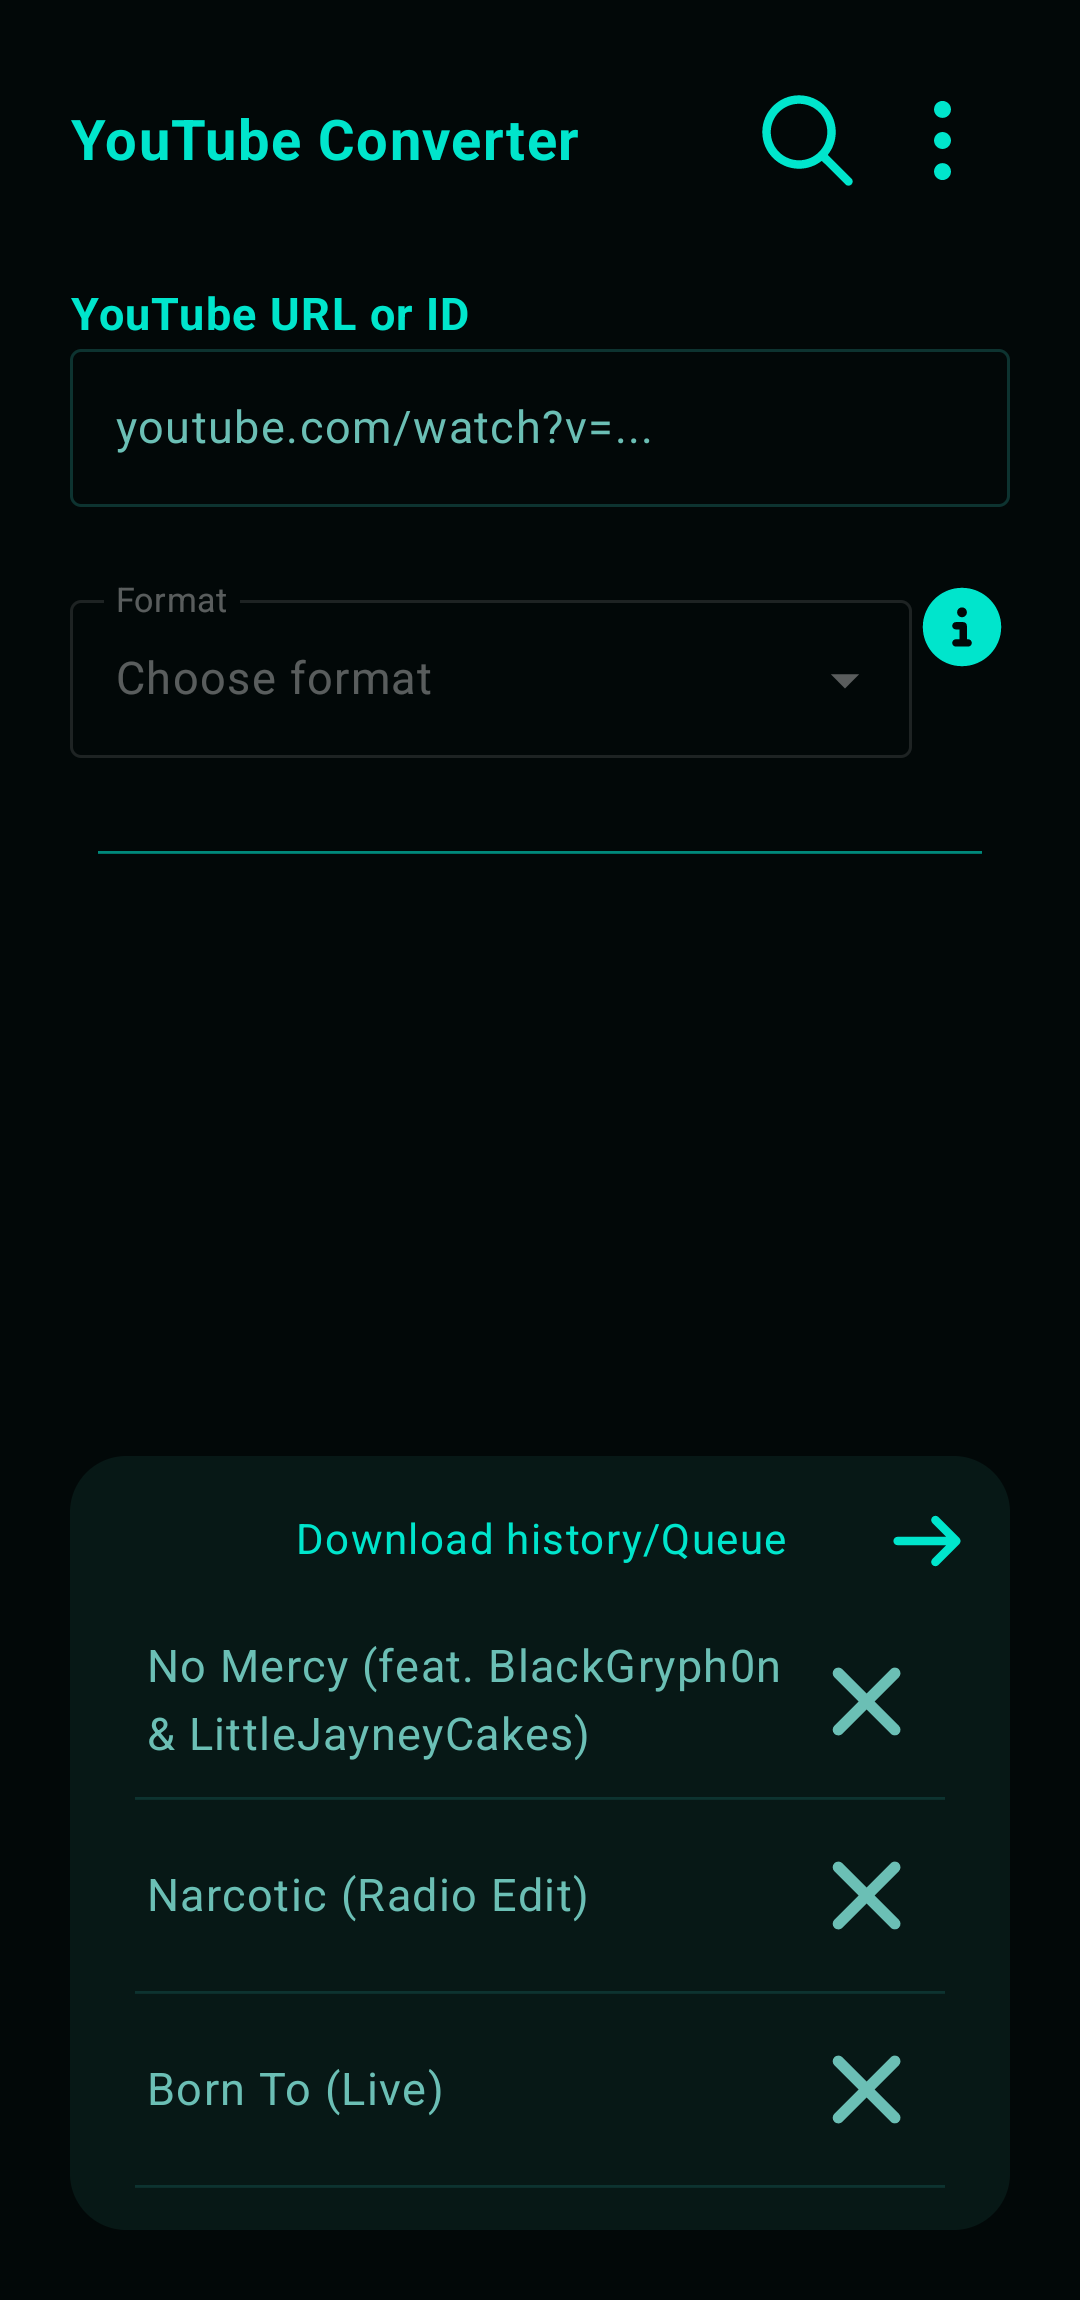 YouTube Converter
YouTube URL or ID
youtube.com/watch?v=...
Format
Choose format
Download history/Queue
No Mercy (feat. BlackGryph0n
& LittleJayneyCakes)
Narcotic (Radio Edit)
Born To (Live)